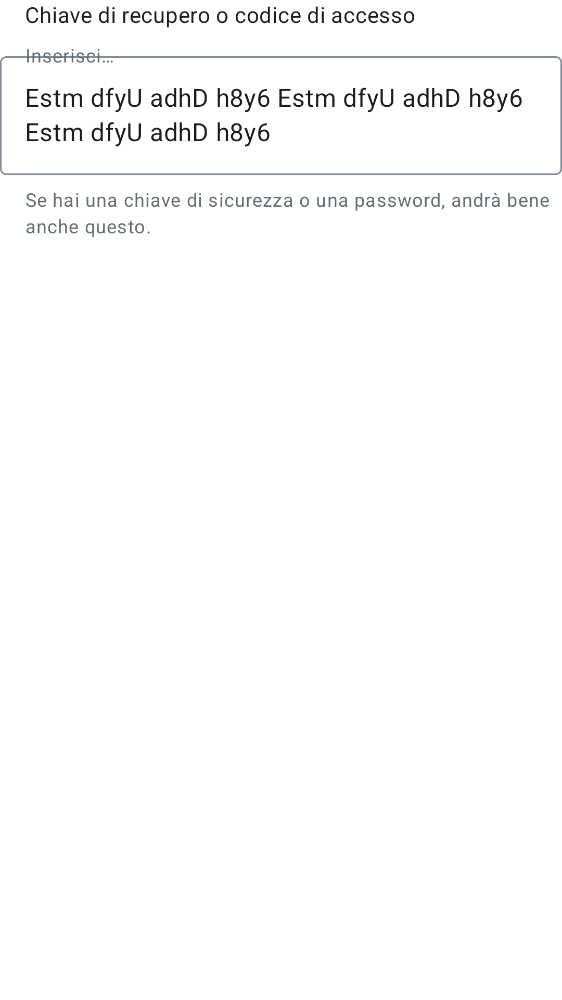 Chiave di recupero o codice di accesso
Inserisci…
Estm dfyU adhD h8y6 Estm dfyU adhD h8y6
Estm dfyU adhD h8y6
Se hai una chiave di sicurezza o una password, andrà bene
anche questo.